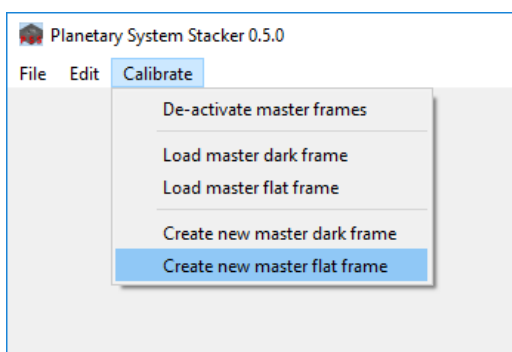 Planetary System Stacker 0.5.0
File Edit Calibrate
De-activate master frames
Load master dark frame
Load master flat frame
Create new master dark frame
Create new master flat frame